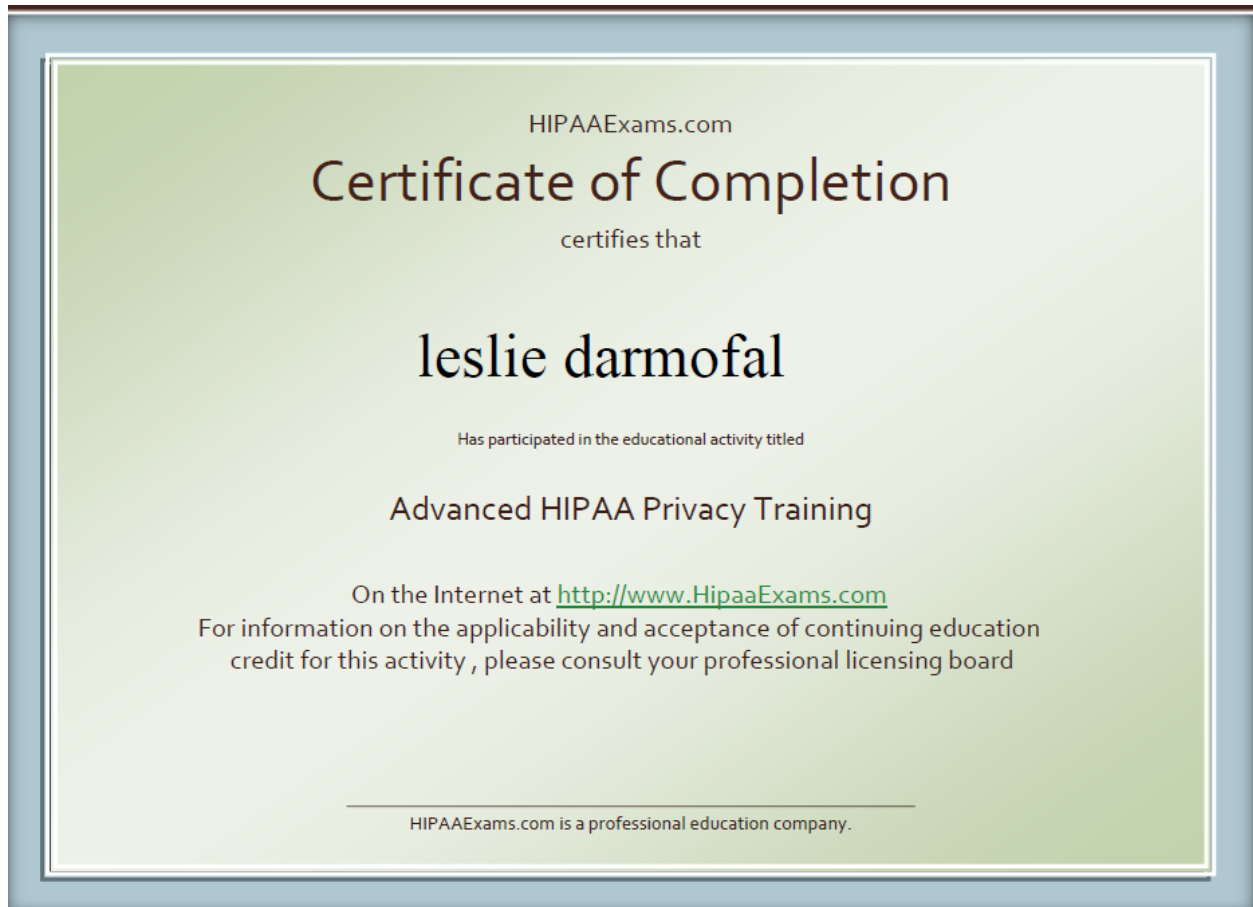 HIPAAExams.com
Certificate of Completion
certifies that
leslie darmofal
Has participated in the educational activity titled
Advanced HIPAA Privacy Training
On the Internet at http://www.HipaaExams.com
For information on the applicability and acceptance of continuing education
credit for this activity , please consult your professional licensing board
HIPAAExams.com is a professional education company.